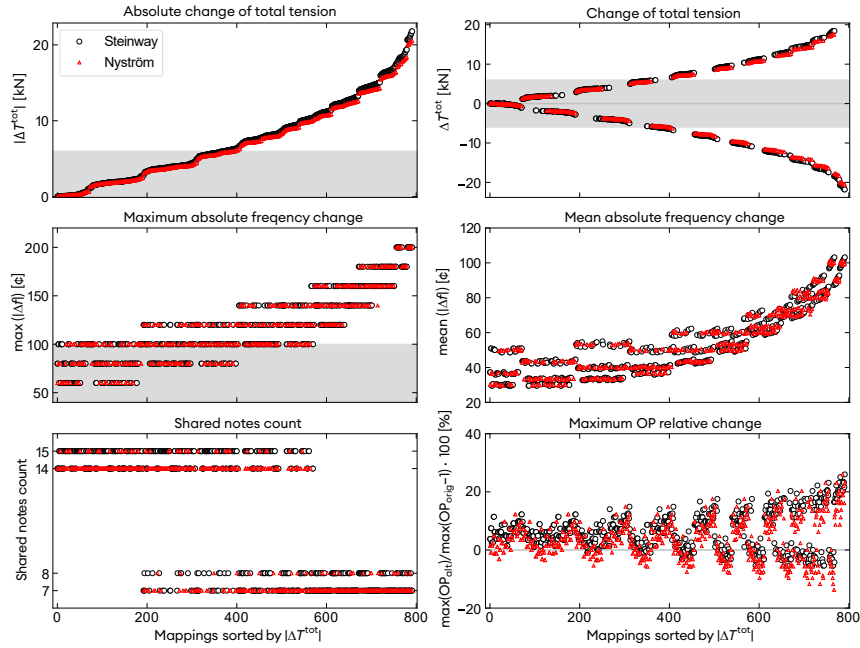 Absolute change of total tension
|ΔT^tot| [kN]
20
10
0
Steinway
Nyström
Change of total tension
ΔT^tot [kN]
20
10
0
−10
−20
Maximum absolute freqency change
max (|Δf|) [¢]
200
150
100
50
Mean absolute frequency change
mean (|Δf|) [¢]
120
100
80
60
40
20
Shared notes count
Shared notes count
15
14
8
7
0 200 400 600 800
Mappings sorted by |ΔT^tot|
Maximum OP relative change
max(OP_alt)/max(OP_orig−1) · 100 [%]
40
20
0
−20
0 200 400 600 800
Mappings sorted by |ΔT^tot|